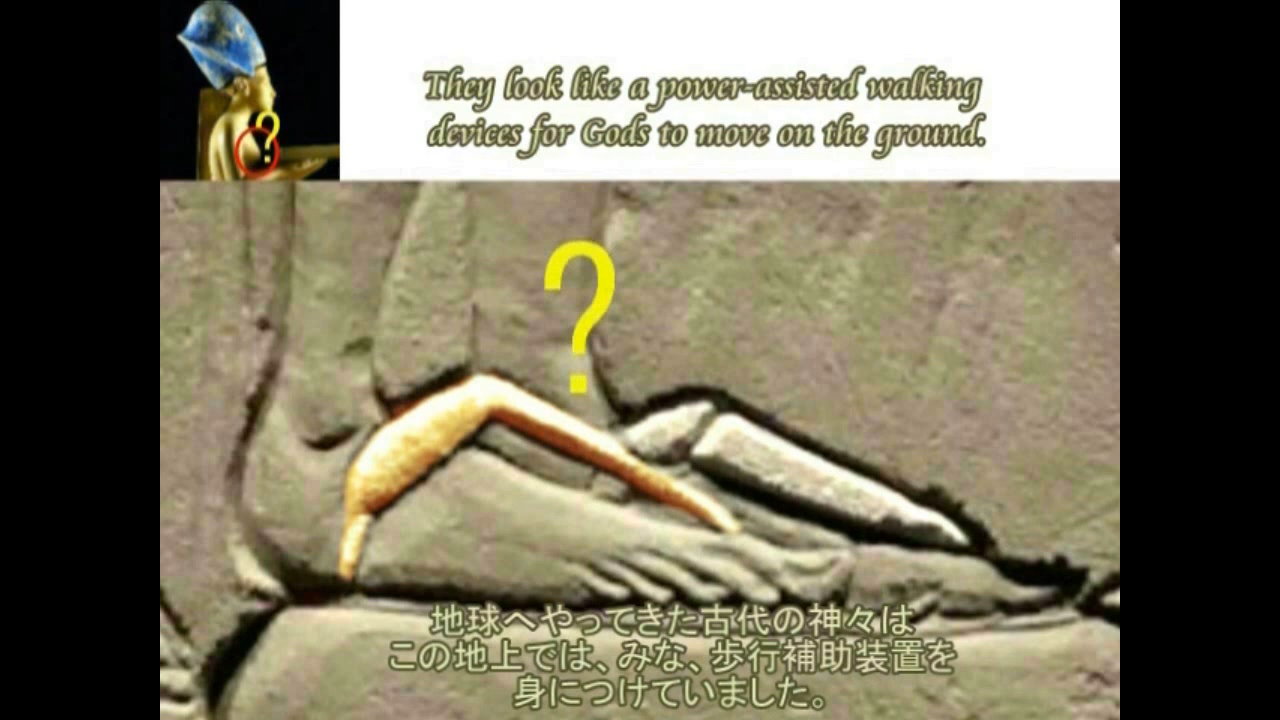 ?
They look like a power-assisted walking
devices for Gods to move on the ground.
?
地球へやってきた古代の神々は
この地上では、みな、歩行補助装置を
身につけていました。